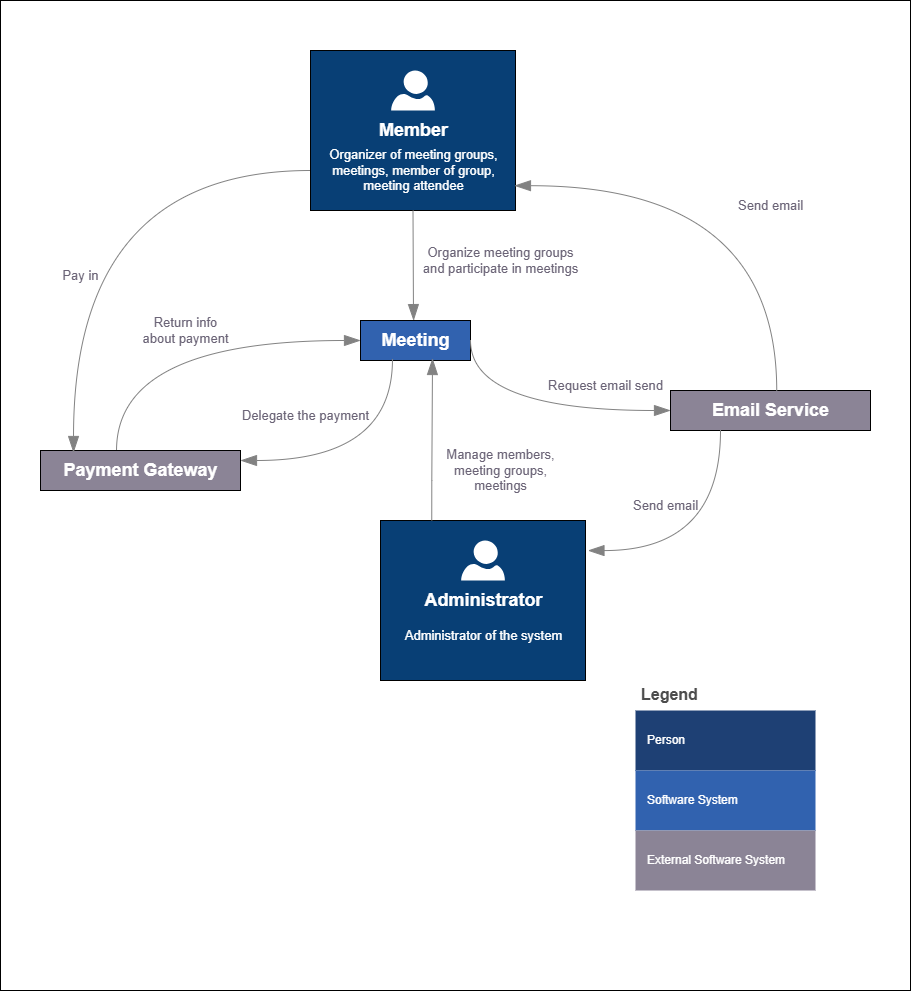 Member
Organizer of meeting groups,
meetings, member of group,
meeting attendee
Send email
Organize meeting groups
and participate in meetings
Pay in
Return info
about payment
Meeting
Request email send
Email Service
Delegate the payment
Payment Gateway
Manage members,
meeting groups,
meetings
Send email
Administrator
Administrator of the system
Legend
Person
Software System
External Software System